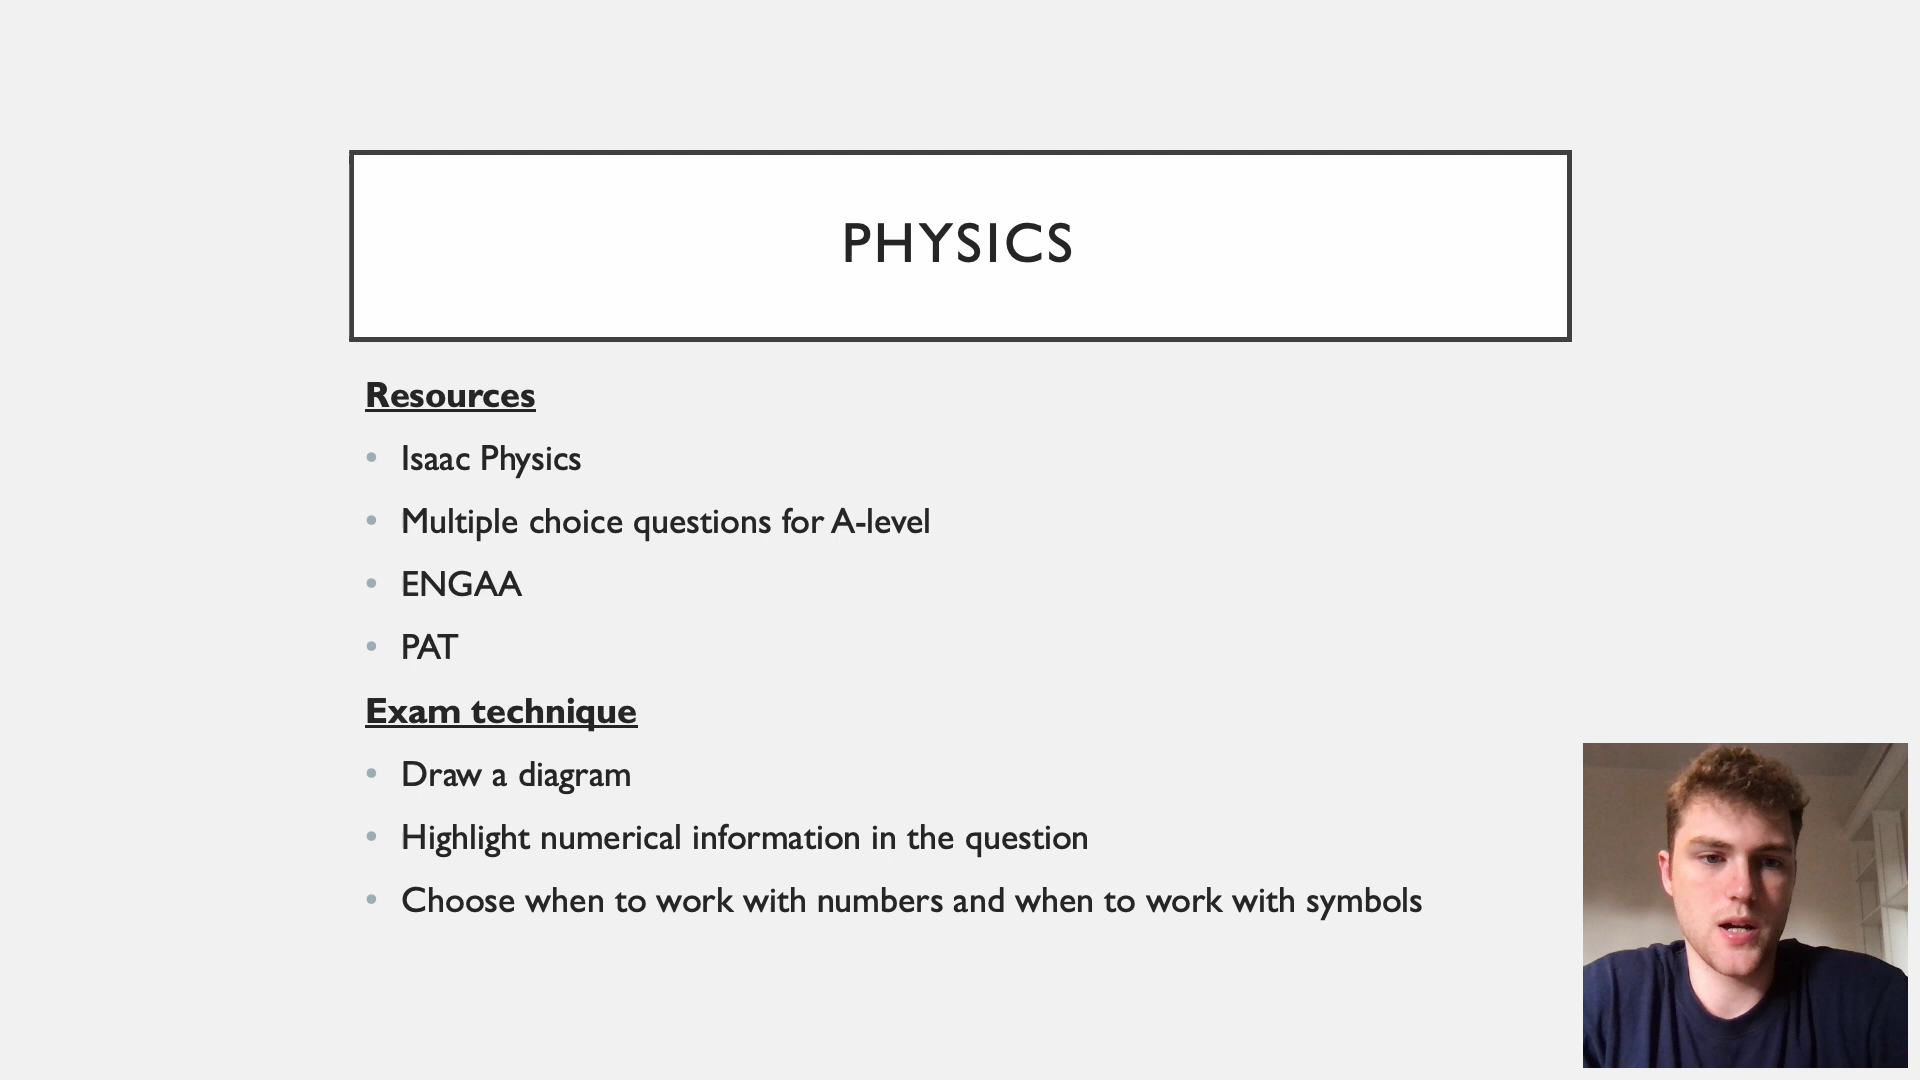 PHYSICS
Resources
• Isaac Physics
• Multiple choice questions for A-level
• ENGAA
• PAT
Exam technique
• Draw a diagram
• Highlight numerical information in the question
• Choose when to work with numbers and when to work with symbols